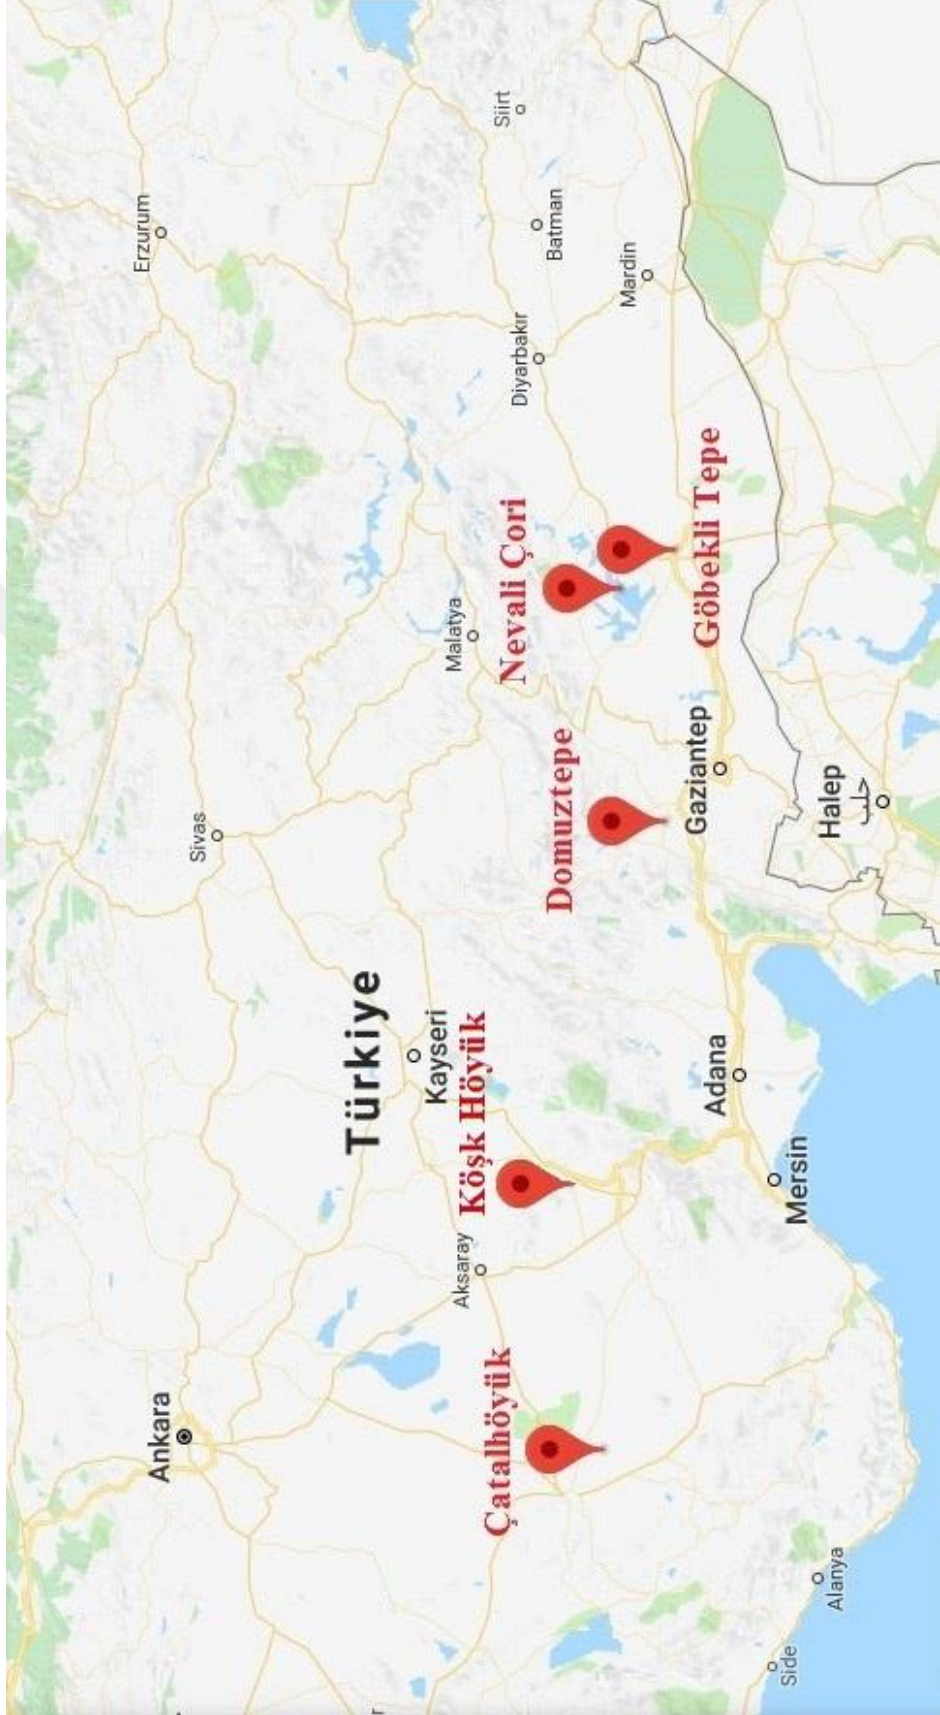 Erzurum
Siirt
Batman
Mardin
Diyarbakır
Sivas
Malatya
Nevali Çori
Göbekli Tepe
Domuztepe
Gaziantep
Halep
حلب
Türkiye
Kayseri
Köşk Höyük
Adana
Mersin
Aksaray
Ankara
Çatalhöyük
Alanya
Side